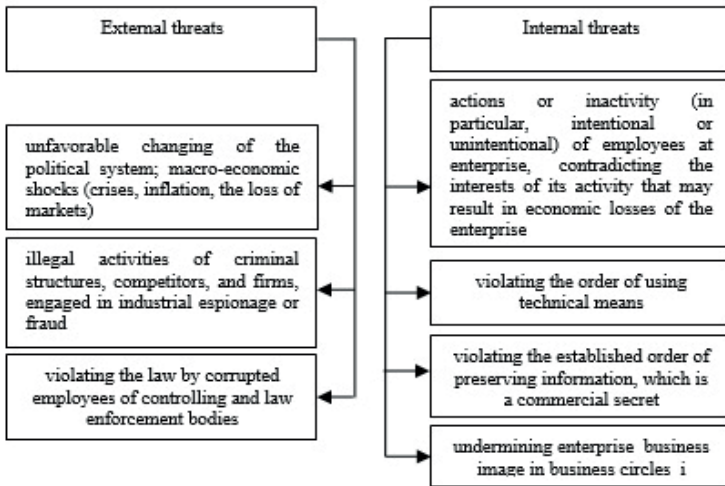 External threats
unfavorable changing of the
political system; macro-economic
shocks (crises, inflation, the loss of
markets)
illegal activities of criminal
structures, competitors, and firms,
engaged in industrial espionage or
fraud
violating the law by corrupted
employees of controlling and law
enforcement bodies
Internal threats
actions or inactivity (in
particular, intentional or
unintentional) of employees at
enterprise, contradicting the
interests of its activity that may
result in economic losses of the
enterprise
violating the order of using
technical means
violating the established order of
preserving information, which is
a commercial secret
undermining enterprise business
image in business circles i